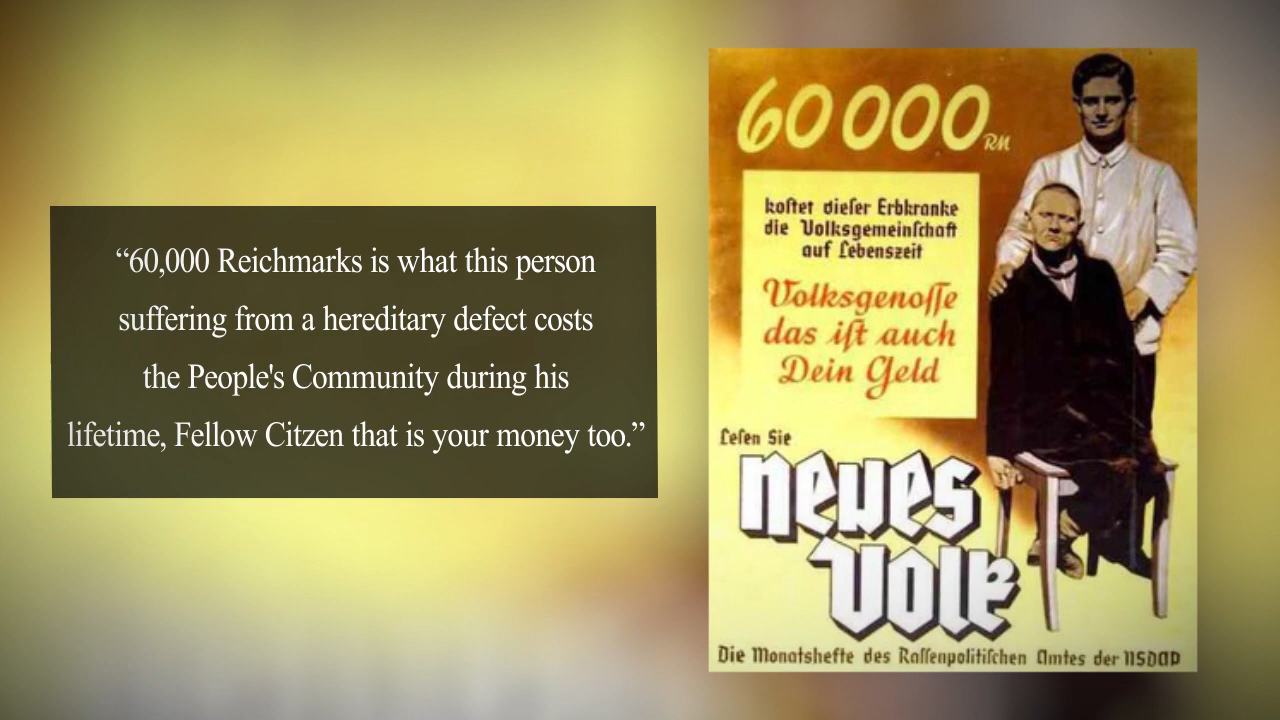 “60,000 Reichmarks is what this person
suffering from a hereditary defect costs
the People's Community during his
lifetime, Fellow Citzen that is your money too.”
60000 RM
kostet dieser Erbkranke
die Volksgemeinschaft
auf Lebenszeit
Volksgenosse
das ist auch
Dein Geld
Lesen Sie
neues
Volk
Die Monatshefte des Rassenpolitischen Amtes der NSDAP